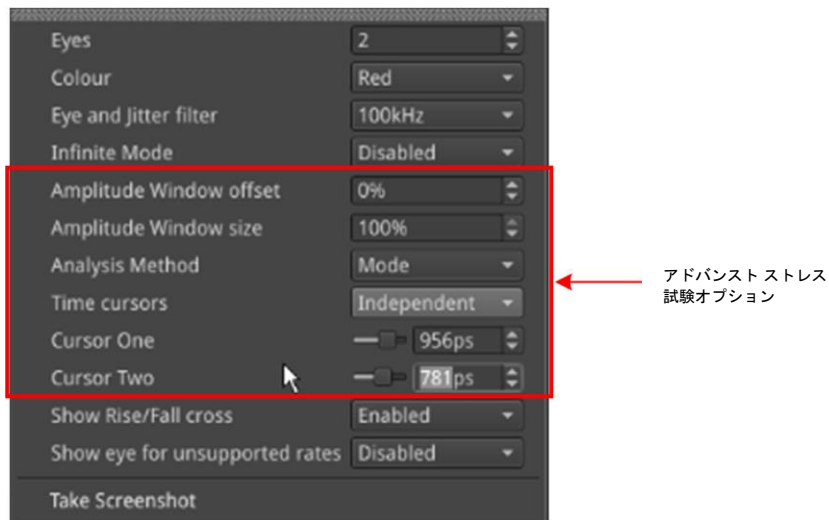 Eyes 2
Colour Red
Eye and Jitter filter 100kHz
Infinite Mode Disabled
Amplitude Window offset 0%
Amplitude Window size 100%
Analysis Method Mode
Time cursors Independent
Cursor One 956ps
Cursor Two 781ps
Show Rise/Fall cross Enabled
Show eye for unsupported rates Disabled
Take Screenshot
アドバンスト ストレス
試験オプション